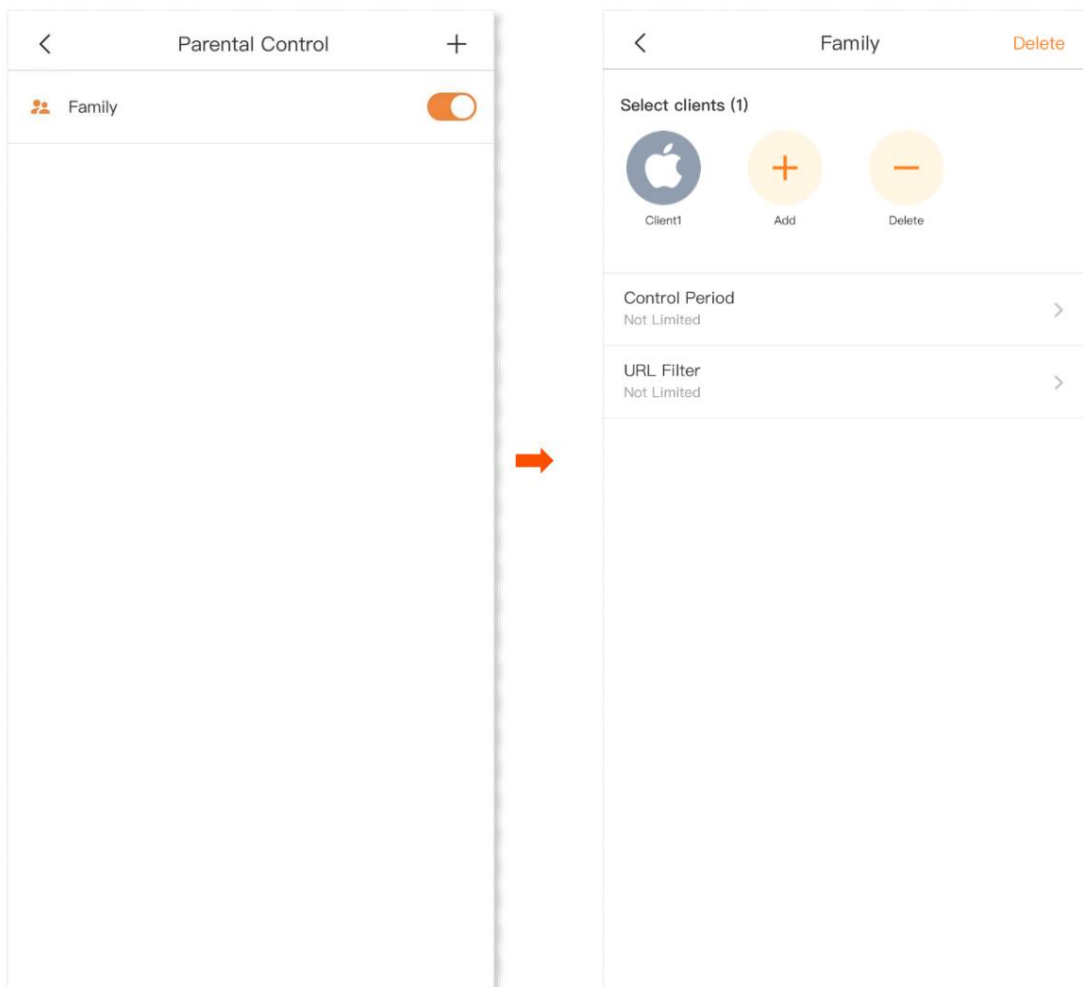 Parental Control
Family
Family
Delete
Select clients (1)
Client1
Add
Delete
Control Period
Not Limited
URL Filter
Not Limited